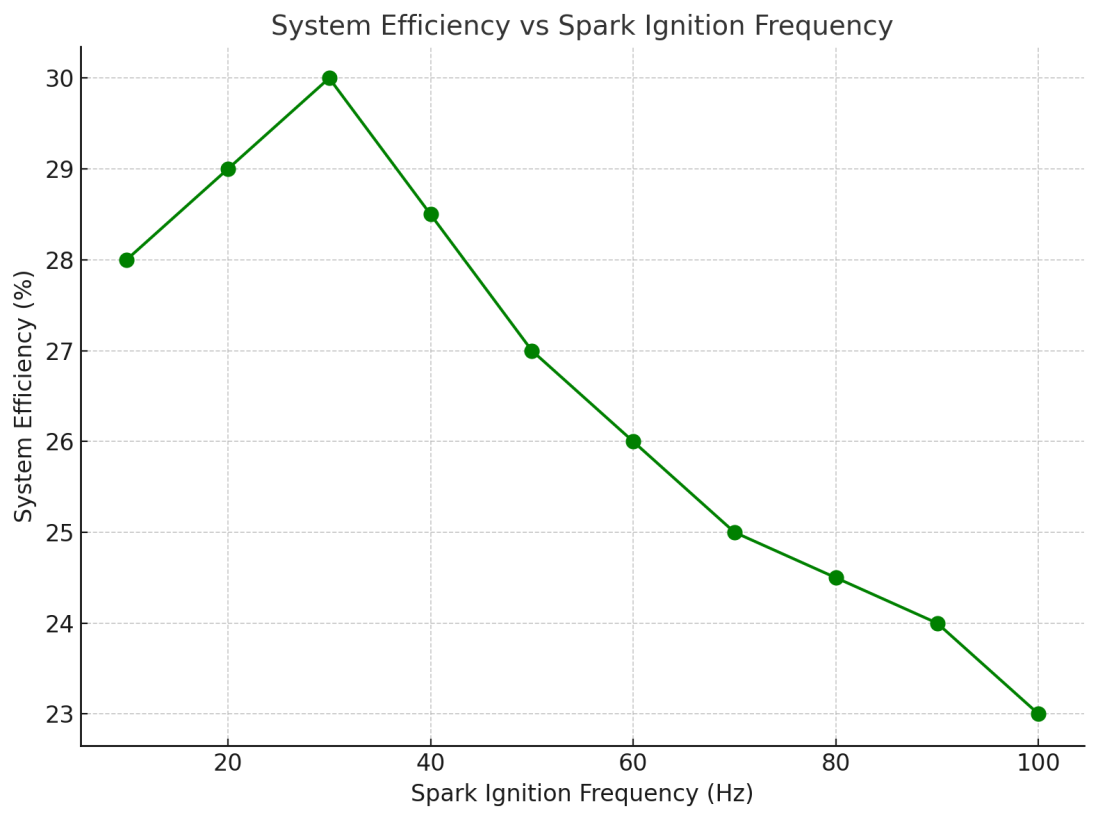 System Efficiency vs Spark Ignition Frequency
System Efficiency (%)
30
29
28
27
26
25
24
23
20 40 60 80 100
Spark Ignition Frequency (Hz)